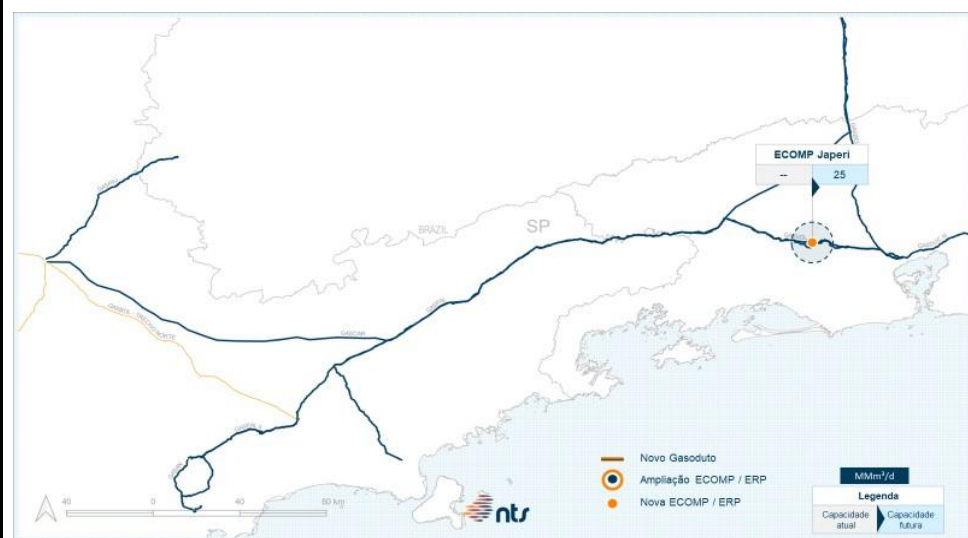 ECOMP Japeri
-- 25
BRAZIL
SP
GASCAR
40 0 40 80 km
nts
Novo Gasoduto
Ampliação ECOMP / ERP
Nova ECOMP / ERP
MMm³/d
Legenda
Capacidade atual
Capacidade futura